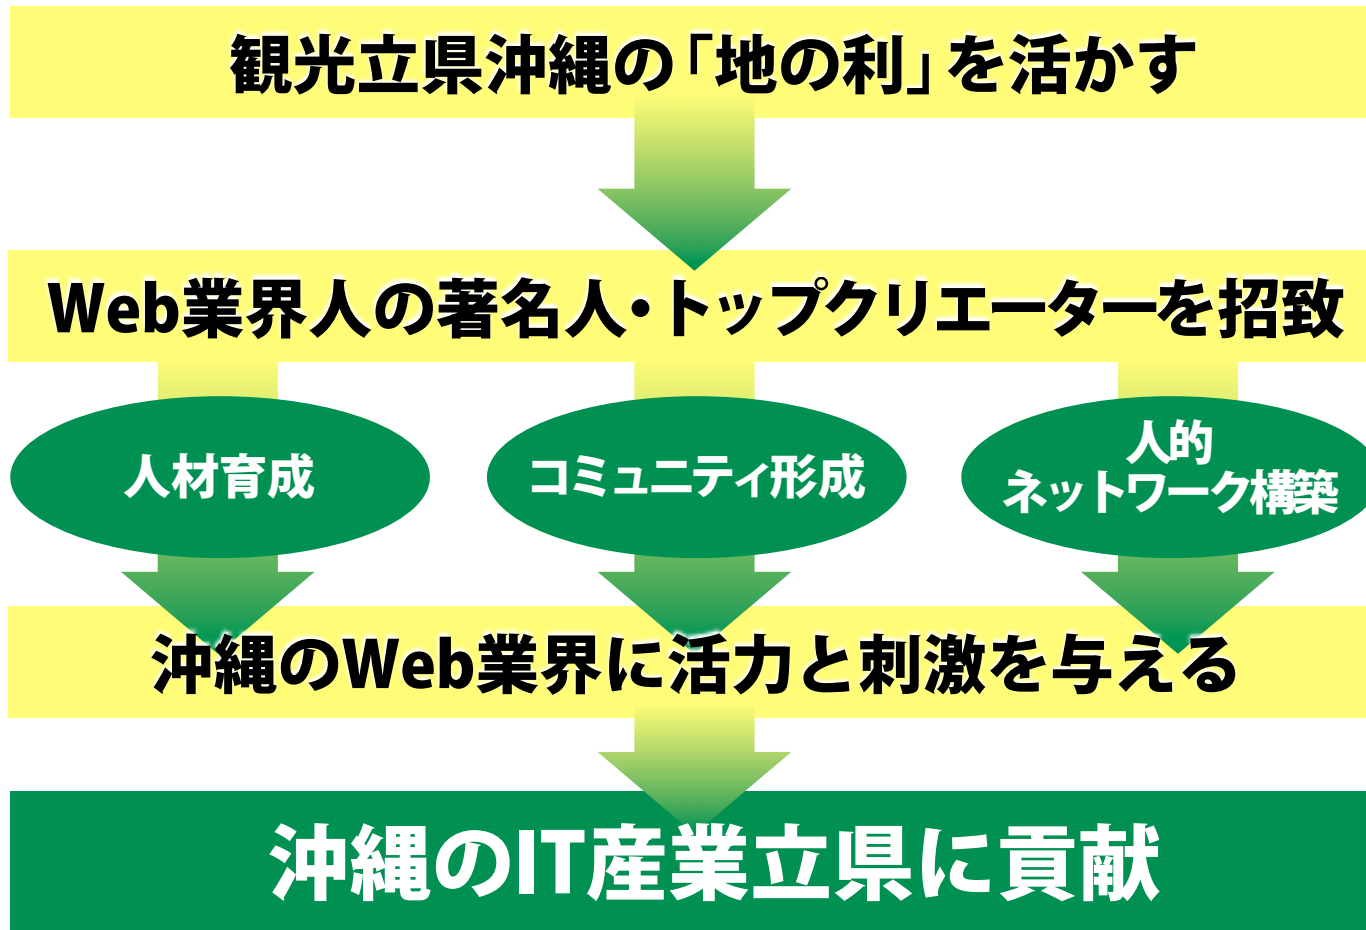 観光立県沖縄の「地の利」を活かす
Web業界人の著名人・トップクリエーターを招致
人材育成
コミュニティ形成
人的
ネットワーク構築
沖縄のWeb業界に活力と刺激を与える
沖縄のIT産業立県に貢献